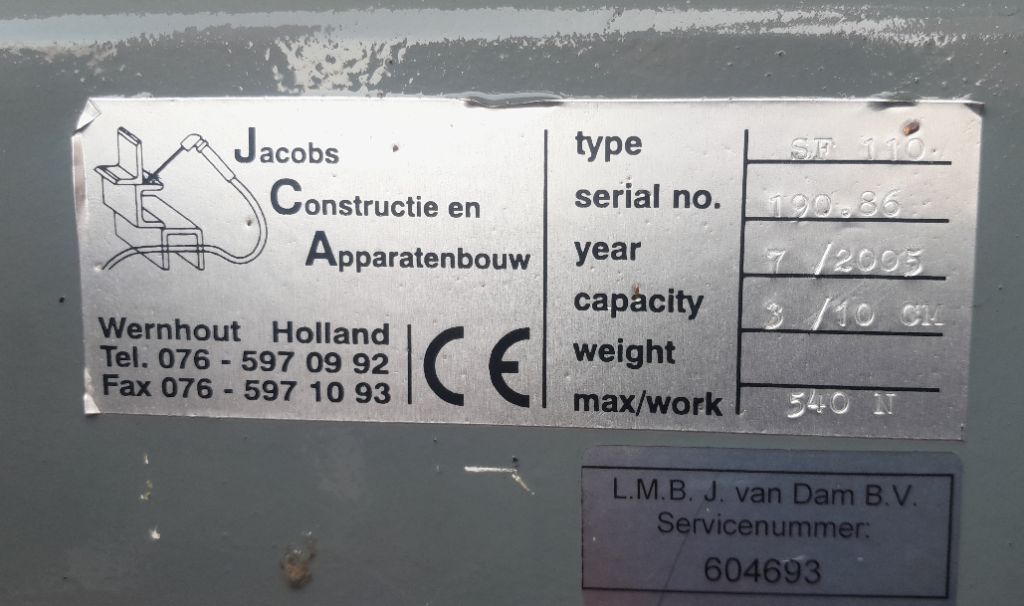 Jacobs
Constructie en
Apparatenbouw
Wernhout Holland
Tel. 076 - 597 09 92
Fax 076 - 597 10 93
CE
type SF 110
serial no. 190.86
year 7 /2005
capacity 3 /10 CM
weight
max/work 540 N
L.M.B. J. van Dam B.V.
Servicenummer:
604693